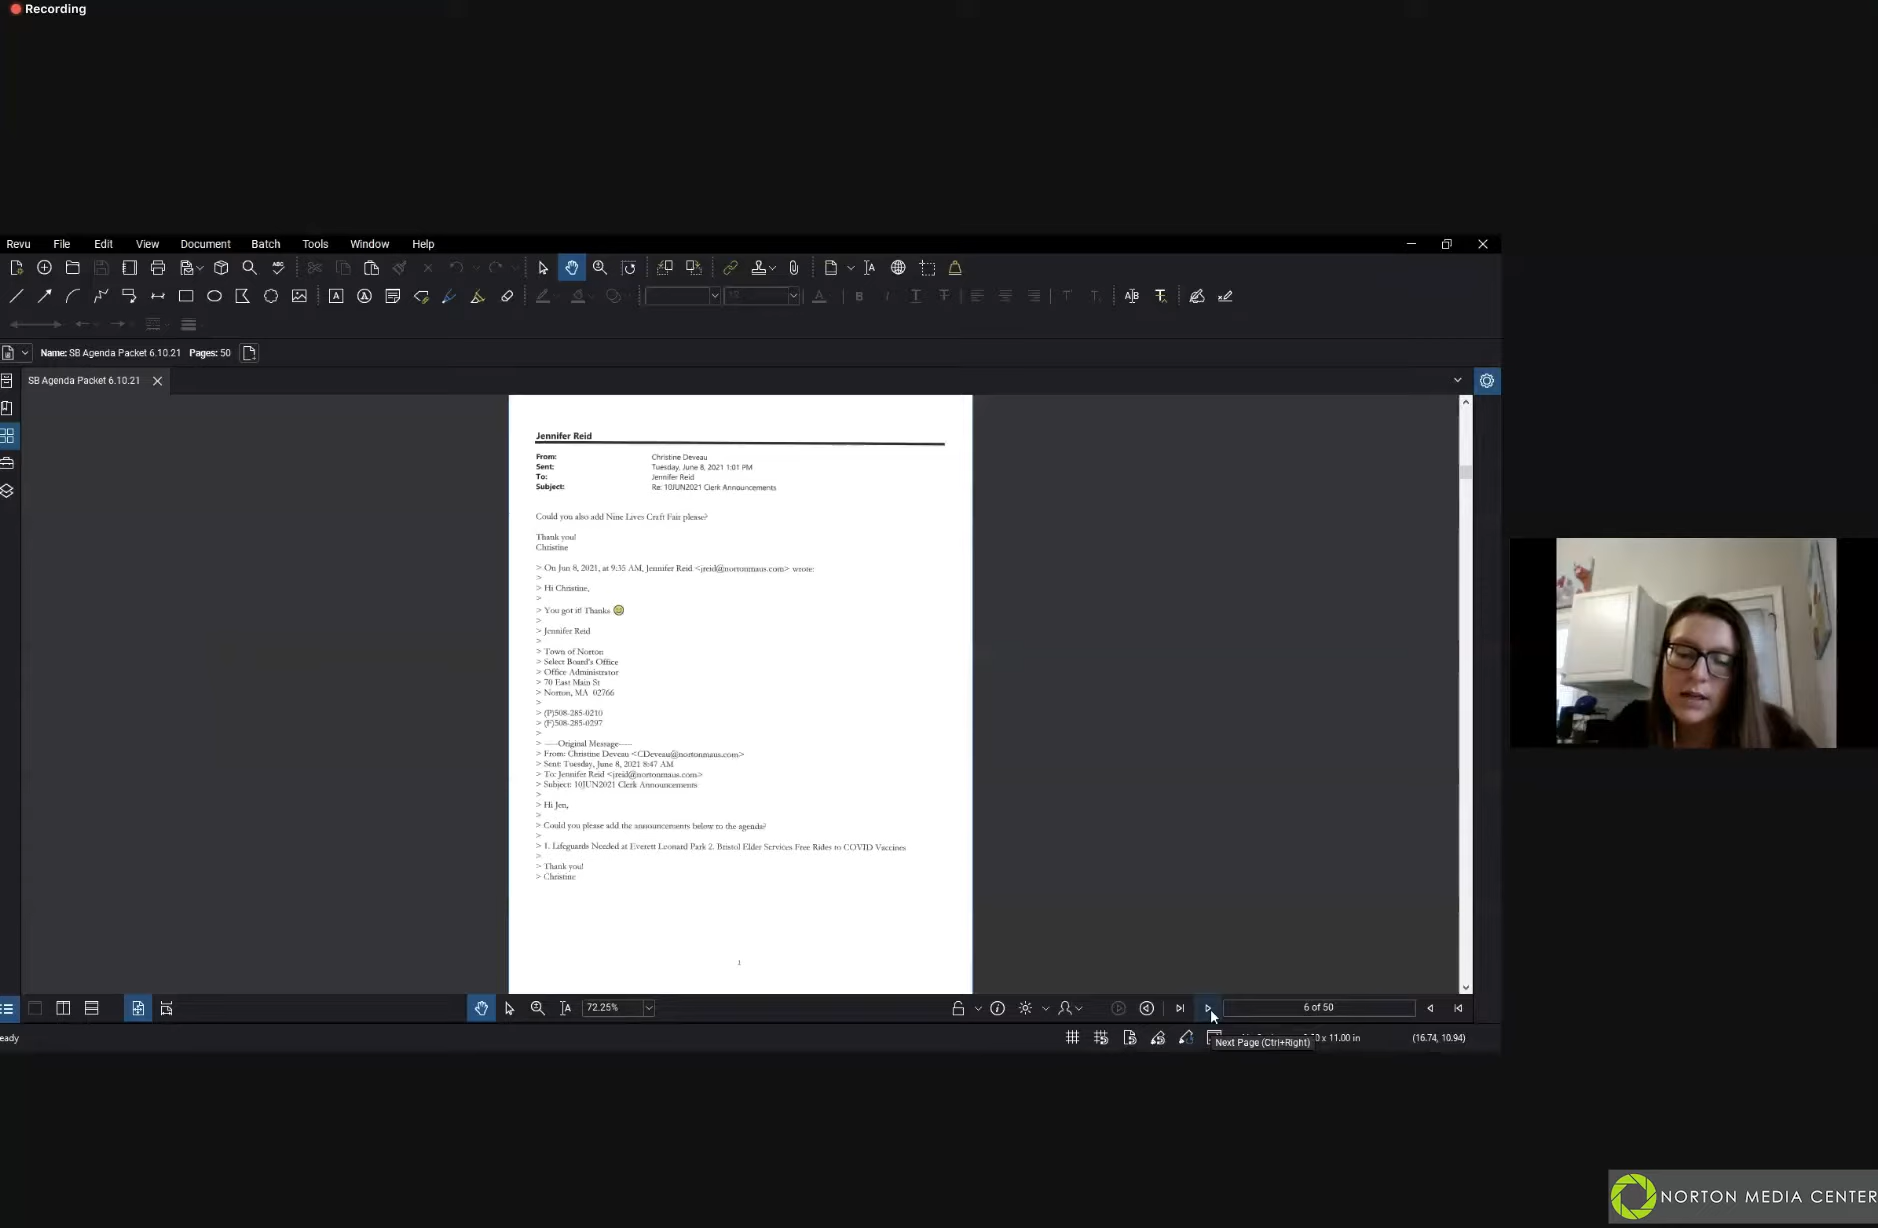 Recording
Revu File Edit View Document Batch Tools Window Help
Name: SB Agenda Packet 6.10.21 Pages: 50
SB Agenda Packet 6.10.21
Jennifer Reid
From: Christine Deveau
Sent: Tuesday, June 8, 2021 1:01 PM
To: Jennifer Reid
Subject: Re: 10JUN2021 Clerk Announcements
Could you also add Nine Lives Craft Fair please?
Thank you!
Christine
> On Jun 8, 2021, at 9:35 AM, Jennifer Reid <jreid@nortonmaus.com> wrote:
>
> Hi Christine,
>
> You got it! Thanks
>
> Jennifer Reid
>
> Town of Norton
> Select Board's Office
> Office Administrator
> 70 East Main St
> Norton, MA 02766
>
> (P)508-285-0210
> (F)508-285-0297
>
> -----Original Message-----
> From: Christine Deveau <CDeveau@nortonmaus.com>
> Sent: Tuesday, June 8, 2021 8:47 AM
> To: Jennifer Reid <jreid@nortonmaus.com>
> Subject: 10JUN2021 Clerk Announcements
>
> Hi Jen,
>
> Could you please add the announcements below to the agenda?
>
> 1. Lifeguards Needed at Everett Leonard Park 2. Bristol Elder Services Free Rides to COVID Vaccines
>
> Thank you!
> Christine
1
72.25%
6 of 50
eady
Next Page (Ctrl+Right)
0 x 11.00 in
(16.74, 10.94)
NORTON MEDIA CENTER